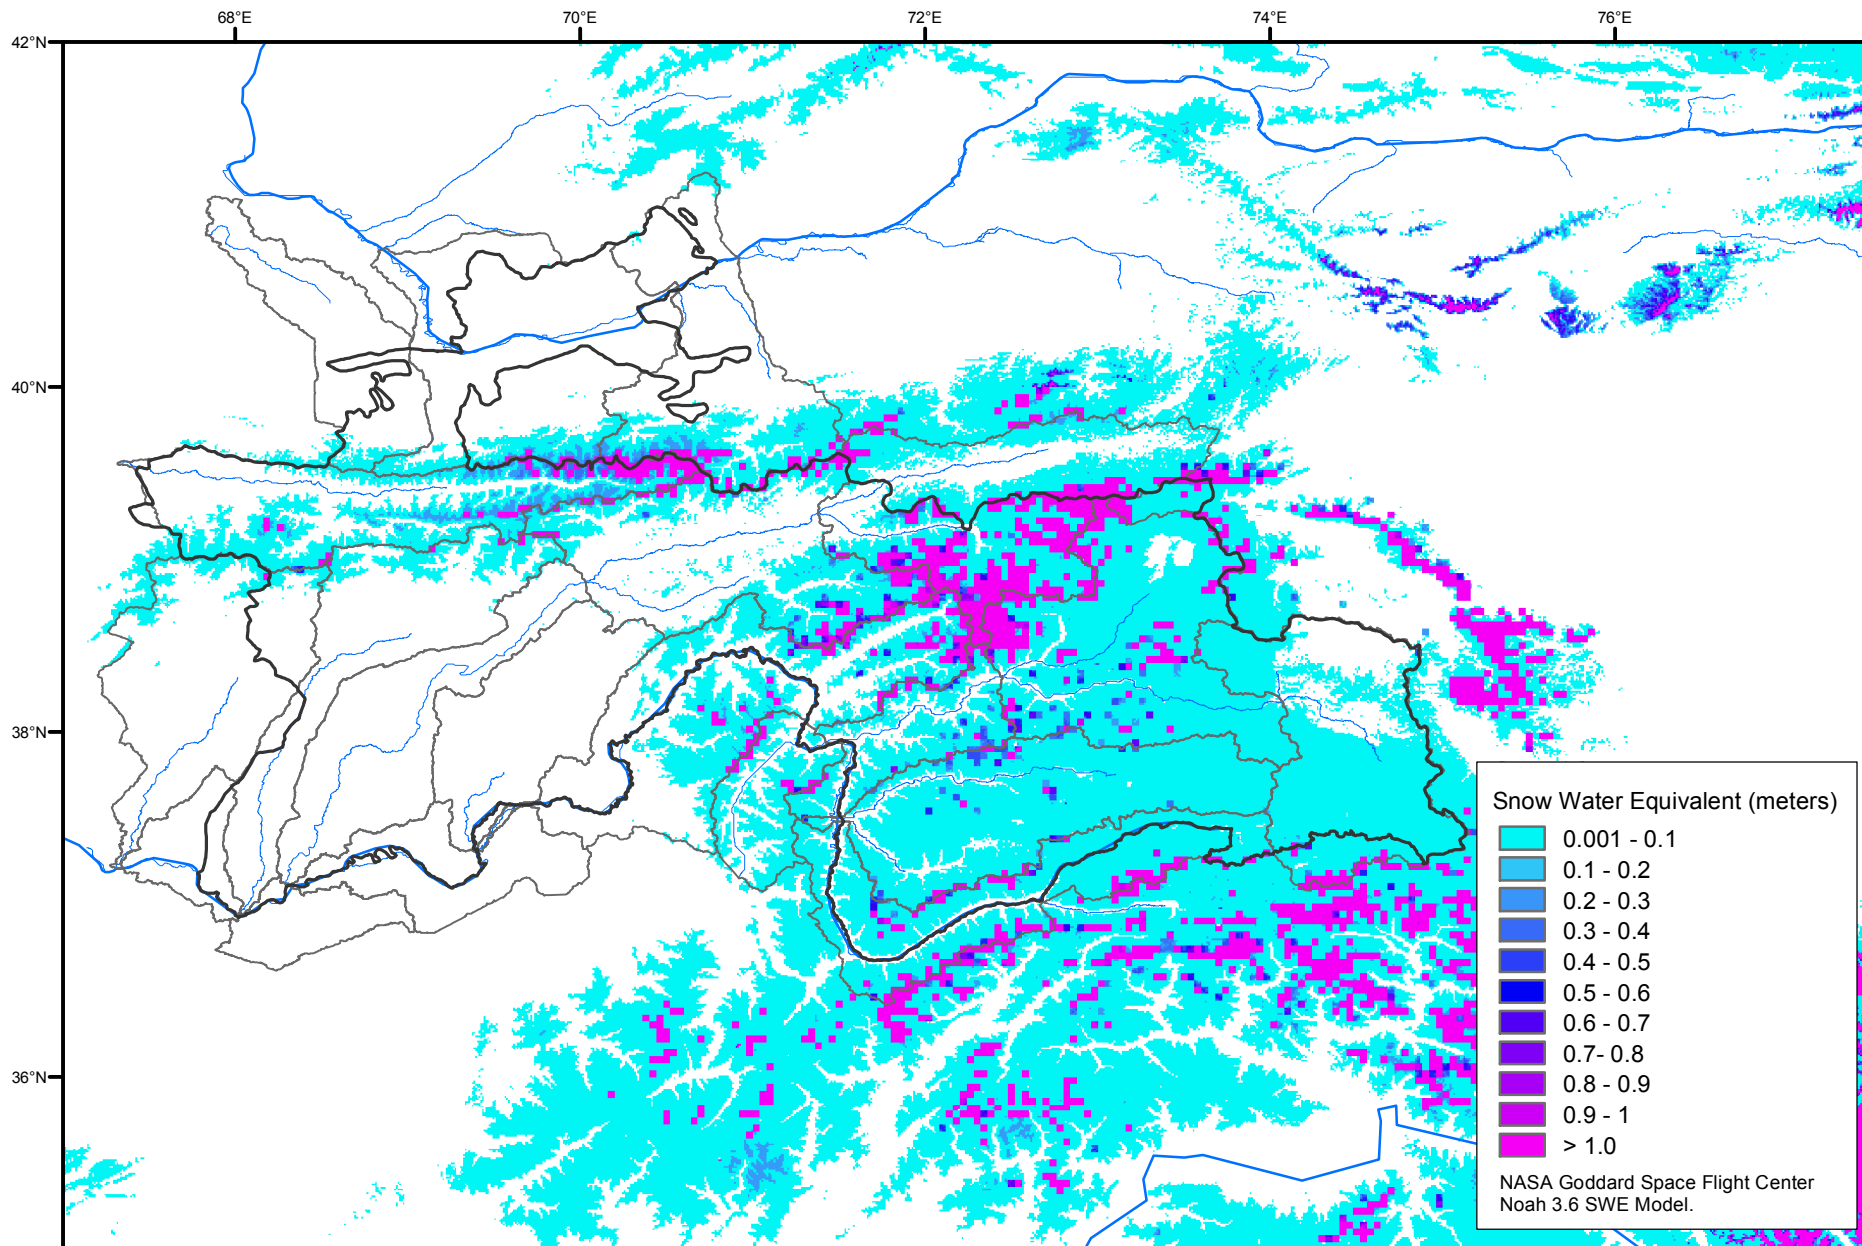 68°E 70°E 72°E 74°E 76°E
42°N
40°N
38°N
36°N
Snow Water Equivalent (meters)
0.001 - 0.1
0.1 - 0.2
0.2 - 0.3
0.3 - 0.4
0.4 - 0.5
0.5 - 0.6
0.6 - 0.7
0.7- 0.8
0.8 - 0.9
0.9 - 1
> 1.0
NASA Goddard Space Flight Center
Noah 3.6 SWE Model.